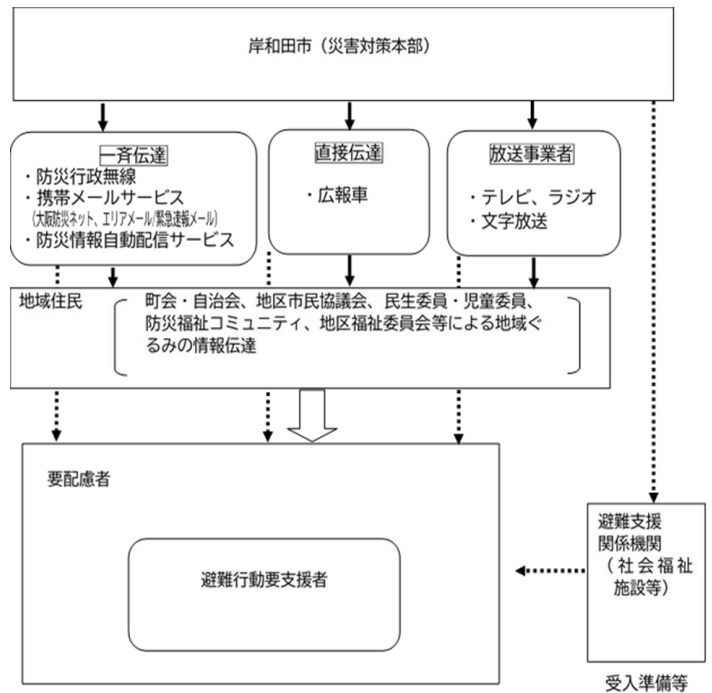 岸和田市（災害対策本部）
一斉伝達
・防災行政無線
・携帯メールサービス
（大阪防災ネット、エリアメール/緊急速報メール）
・防災情報自動配信サービス
直接伝達
・広報車
放送事業者
・テレビ、ラジオ
・文字放送
地域住民
町会・自治会、地区市民協議会、民生委員・児童委員、
防災福祉コミュニティ、地区福祉委員会等による地域ぐ
るみの情報伝達
要配慮者
避難行動要支援者
避難支援
関係機関
（社会福祉
施設等）
受入準備等